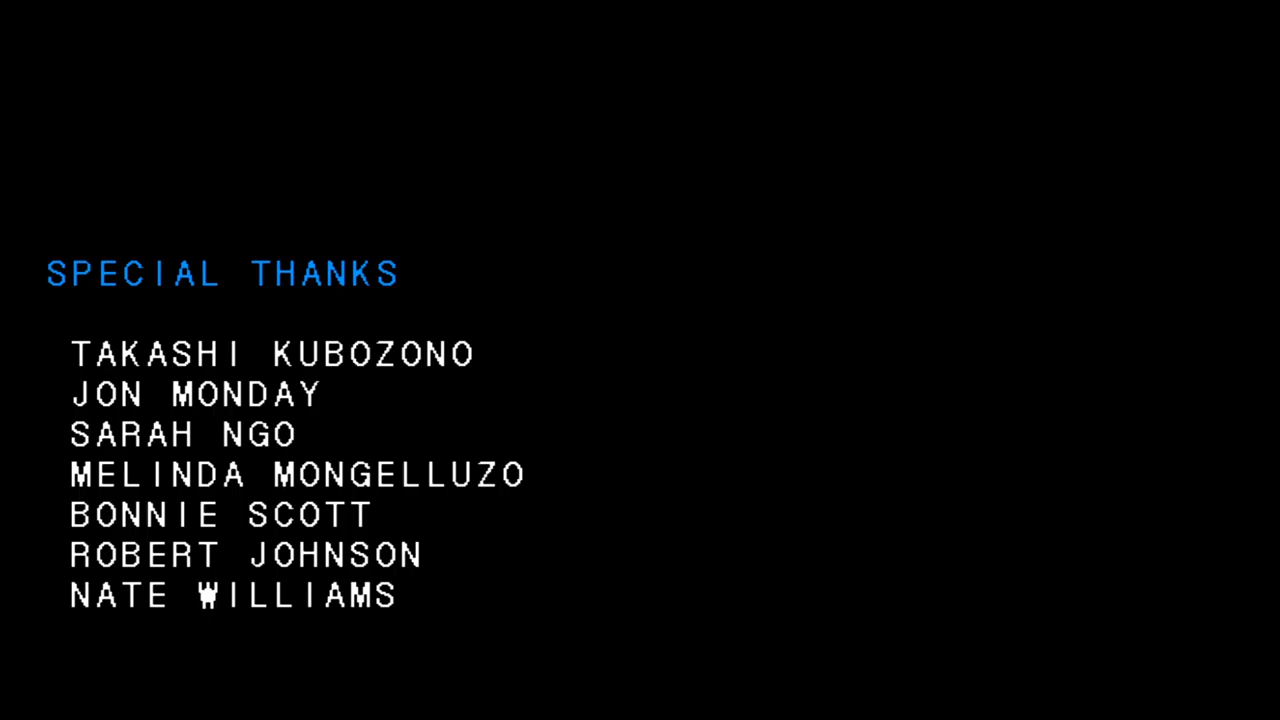 SPECIAL THANKS
TAKASHI KUBOZONO
JON MONDAY
SARAH NGO
MELINDA MONGELLUZO
BONNIE SCOTT
ROBERT JOHNSON
NATE WILLIAMS